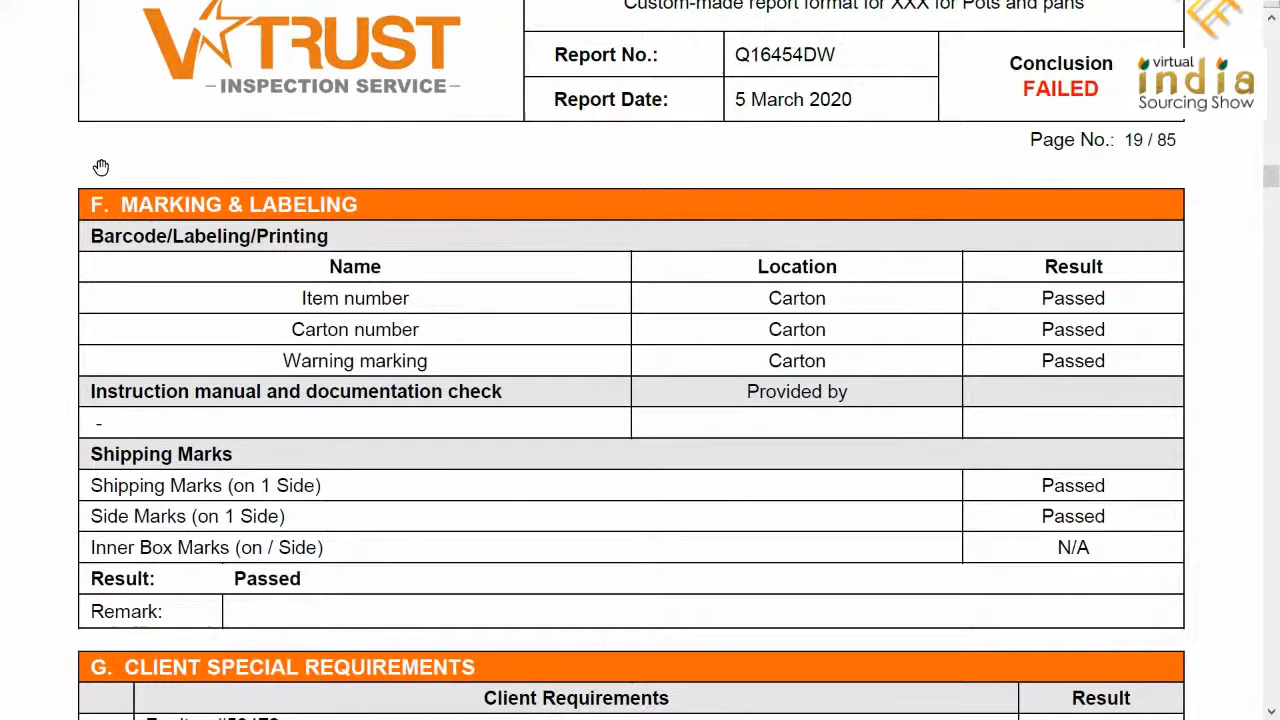 Custom-made report format for XXX for Pots and pans
VTRUST
INSPECTION SERVICE
Report No.: Q16454DW
Report Date: 5 March 2020
Conclusion
FAILED
virtual
india
Sourcing Show
Page No.: 19 / 85
F. MARKING & LABELING
Barcode/Labeling/Printing
Name Location Result
Item number Carton Passed
Carton number Carton Passed
Warning marking Carton Passed
Instruction manual and documentation check Provided by
-
Shipping Marks
Shipping Marks (on 1 Side) Passed
Side Marks (on 1 Side) Passed
Inner Box Marks (on / Side) N/A
Result: Passed
Remark:
G. CLIENT SPECIAL REQUIREMENTS
Client Requirements Result